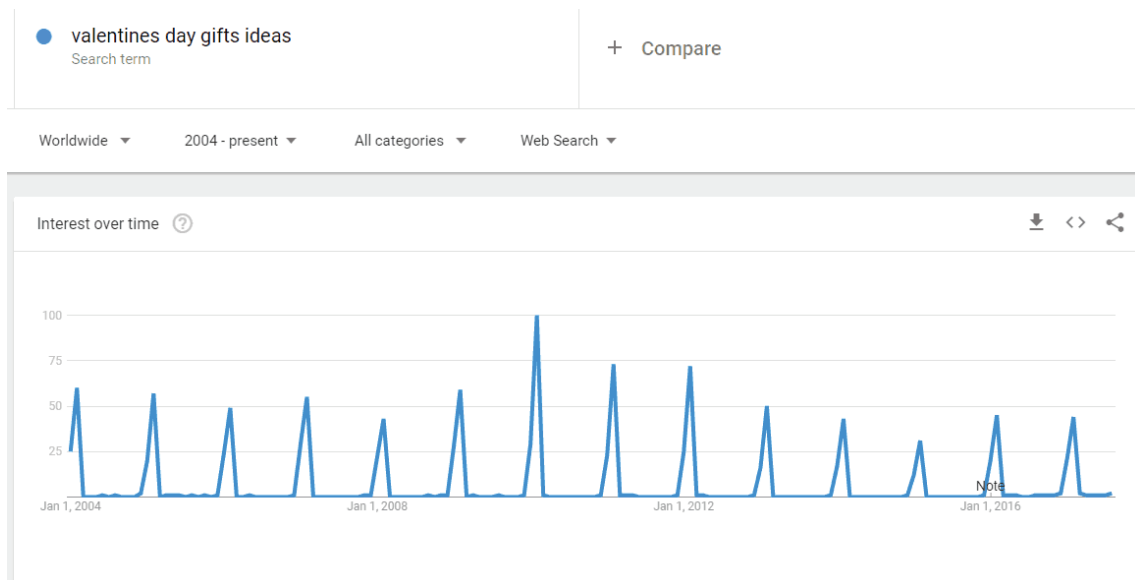 valentines day gifts ideas
Search term
+ Compare
Worldwide
2004 - present
All categories
Web Search
Interest over time ?
100
75
50
25
Note
Jan 1, 2004
Jan 1, 2008
Jan 1, 2012
Jan 1, 2016